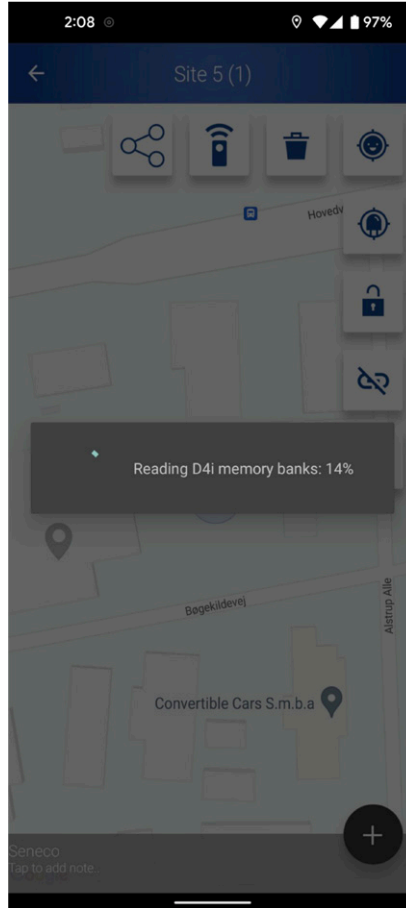 2:08
97%
Site 5 (1)
Hovedv
Reading D4i memory banks: 14%
Bøgekildevej
Alstrup Alle
Convertible Cars S.m.b.a
Seneco
Tap to add note.